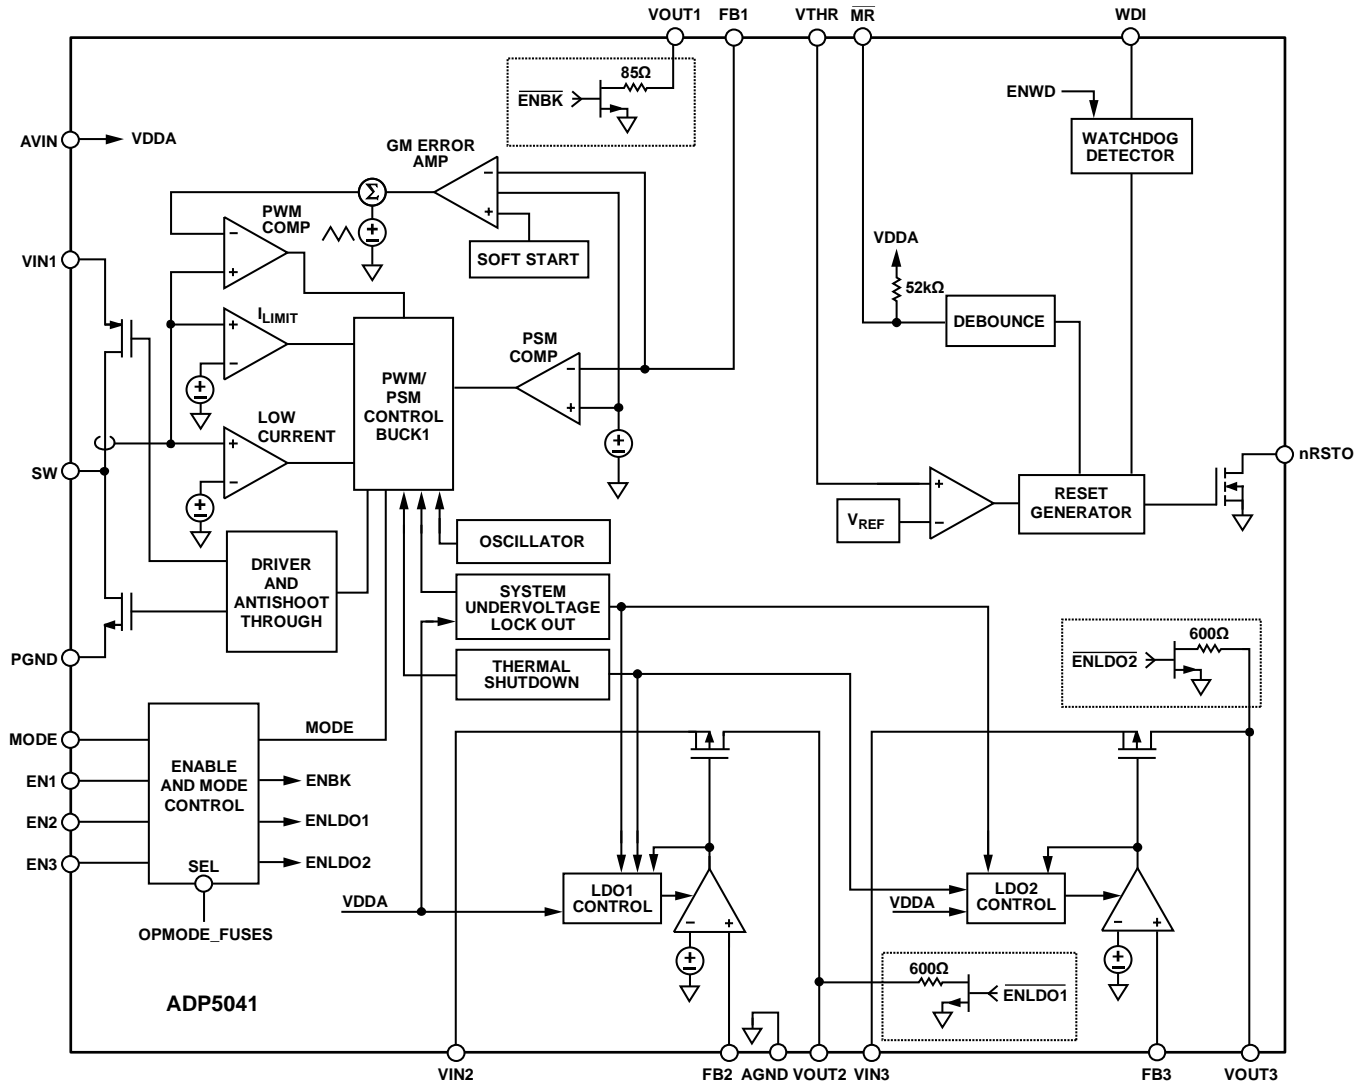 VOUT1 FB1 VTHR MR WDI
85Ω
ENBK
ENWD
AVIN
VDDA
GM ERROR
AMP
WATCHDOG
DETECTOR
Σ
PWM
COMP
−
+
SOFT START
VDDA
52kΩ
VIN1
−
+
±
ILIMIT
+
−
±
DEBOUNCE
PSM
COMP
−
+
±
PWM/
PSM
CONTROL
BUCK1
LOW
CURRENT
+
−
±
SW
nRSTO
VREF
+
−
RESET
GENERATOR
OSCILLATOR
DRIVER
AND
ANTISHOOT
THROUGH
SYSTEM
UNDERVOLTAGE
LOCK OUT
THERMAL
SHUTDOWN
600Ω
ENLDO2
PGND
MODE
EN1
EN2
EN3
ENABLE
AND MODE
CONTROL
SEL
MODE
ENBK
ENLDO1
ENLDO2
OPMODE_FUSES
VDDA
LDO1
CONTROL
− +
±
VDDA
LDO2
CONTROL
− +
±
600Ω
ENLDO1
ADP5041
VIN2 FB2 AGND VOUT2 VIN3 FB3 VOUT3